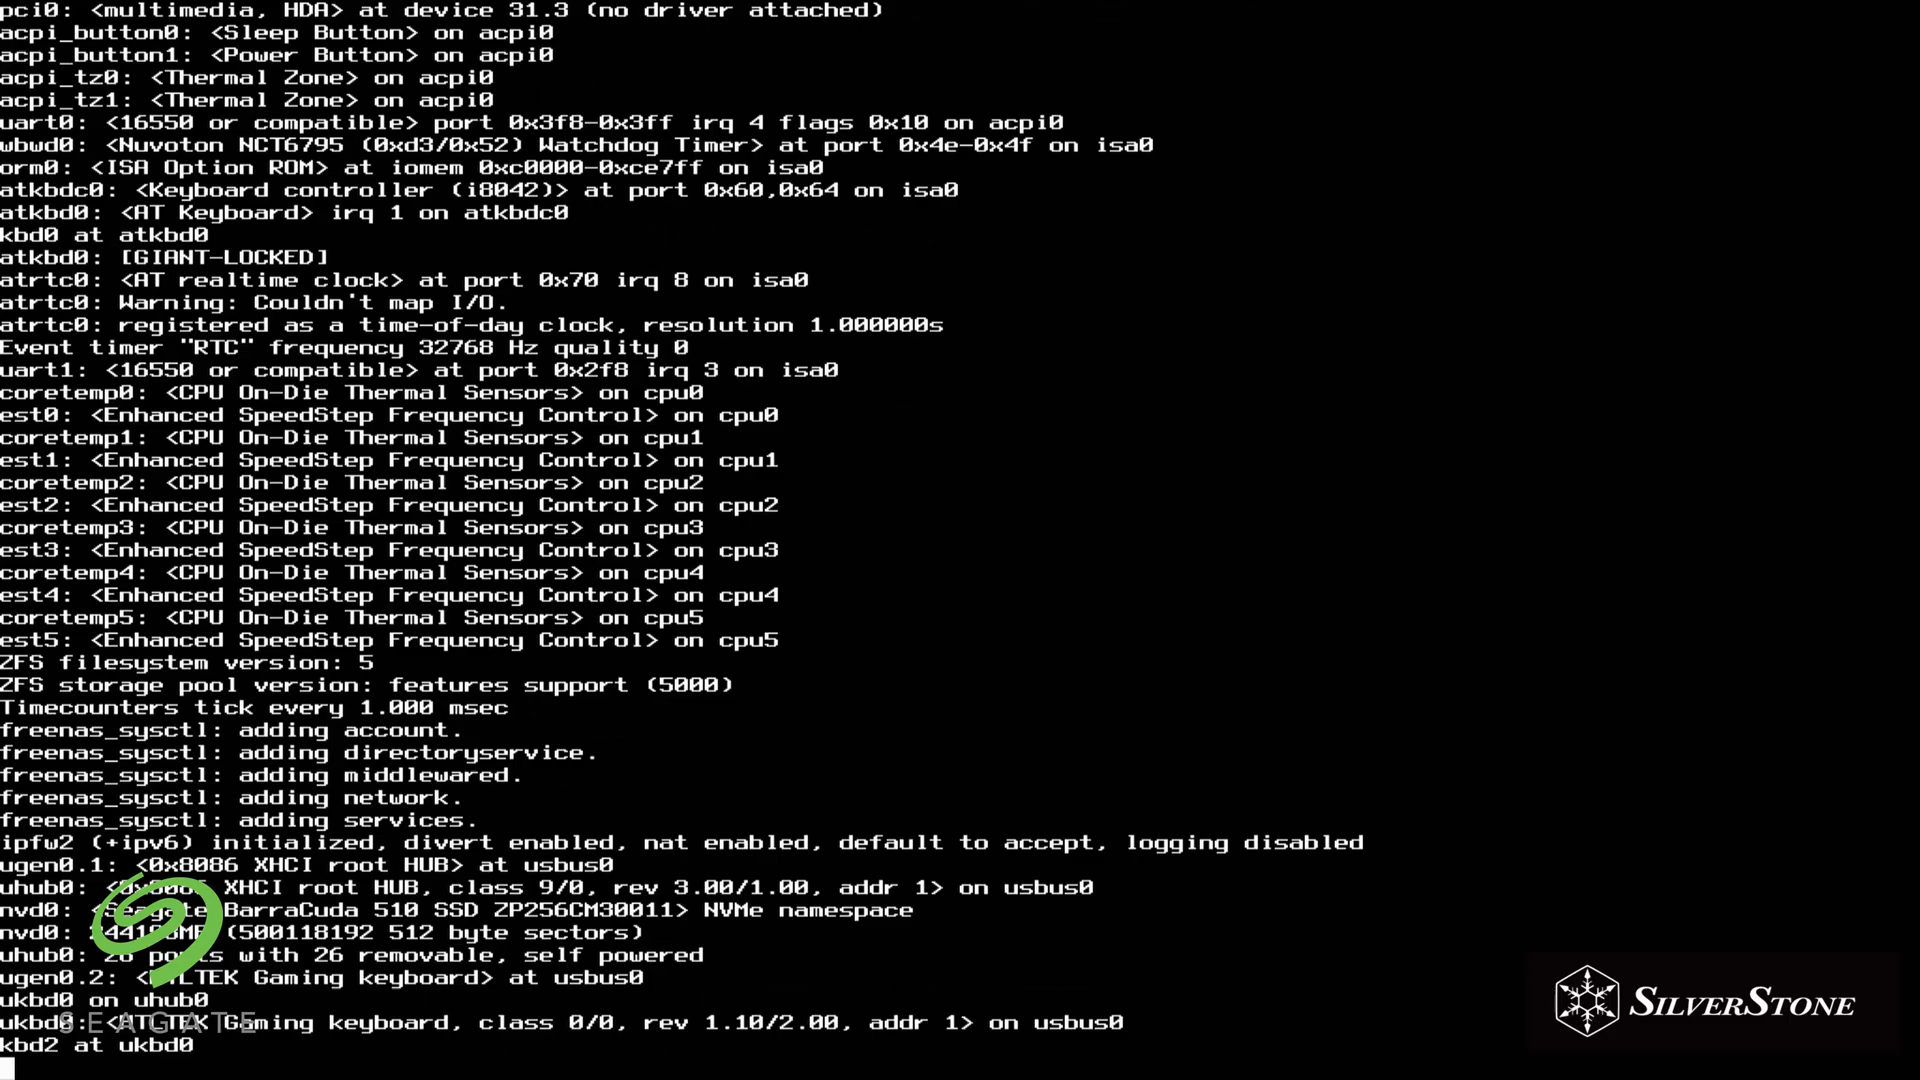 pci0: <multimedia, HDA> at device 31.3 (no driver attached)
acpi_button0: <Sleep Button> on acpi0
acpi_button1: <Power Button> on acpi0
acpi_tz0: <Thermal Zone> on acpi0
acpi_tz1: <Thermal Zone> on acpi0
uart0: <16550 or compatible> port 0x3f8-0x3ff irq 4 flags 0x10 on acpi0
wbwd0: <Nuvoton NCT6795 (0xd3/0x52) Watchdog Timer> at port 0x4e-0x4f on isa0
orm0: <ISA Option ROM> at iomem 0xc0000-0xce7ff on isa0
atkbdc0: <Keyboard controller (i8042)> at port 0x60,0x64 on isa0
atkbd0: <AT Keyboard> irq 1 on atkbdc0
kbd0 at atkbd0
atkbd0: [GIANT-LOCKED]
atrtc0: <AT realtime clock> at port 0x70 irq 8 on isa0
atrtc0: Warning: Couldn't map I/O.
atrtc0: registered as a time-of-day clock, resolution 1.000000s
Event timer "RTC" frequency 32768 Hz quality 0
uart1: <16550 or compatible> at port 0x2f8 irq 3 on isa0
coretemp0: <CPU On-Die Thermal Sensors> on cpu0
est0: <Enhanced SpeedStep Frequency Control> on cpu0
coretemp1: <CPU On-Die Thermal Sensors> on cpu1
est1: <Enhanced SpeedStep Frequency Control> on cpu1
coretemp2: <CPU On-Die Thermal Sensors> on cpu2
est2: <Enhanced SpeedStep Frequency Control> on cpu2
coretemp3: <CPU On-Die Thermal Sensors> on cpu3
est3: <Enhanced SpeedStep Frequency Control> on cpu3
coretemp4: <CPU On-Die Thermal Sensors> on cpu4
est4: <Enhanced SpeedStep Frequency Control> on cpu4
coretemp5: <CPU On-Die Thermal Sensors> on cpu5
est5: <Enhanced SpeedStep Frequency Control> on cpu5
ZFS filesystem version: 5
ZFS storage pool version: features support (5000)
Timecounters tick every 1.000 msec
freenas_sysctl: adding account.
freenas_sysctl: adding directoryservice.
freenas_sysctl: adding middlewared.
freenas_sysctl: adding network.
freenas_sysctl: adding services.
ipfw2 (+ipv6) initialized, divert enabled, nat enabled, default to accept, logging disabled
ugen0.1: <0x8086 XHCI root HUB> at usbus0
uhub0: XHCI root HUB, class 9/0, rev 3.00/1.00, addr 1> on usbus0
nvd0: <Seagate BarraCuda 510 SSD ZP256CM30011> NVMe namespace
nvd0: (500118192 512 byte sectors)
uhub0: 26 ports with 26 removable, self powered
ugen0.2: Gaming keyboard> at usbus0
ukbd0 on uhub0
ukbd0: Gaming keyboard, class 0/0, rev 1.10/2.00, addr 1> on usbus0
kbd2 at ukbd0
SEAGATE
SILVERSTONE